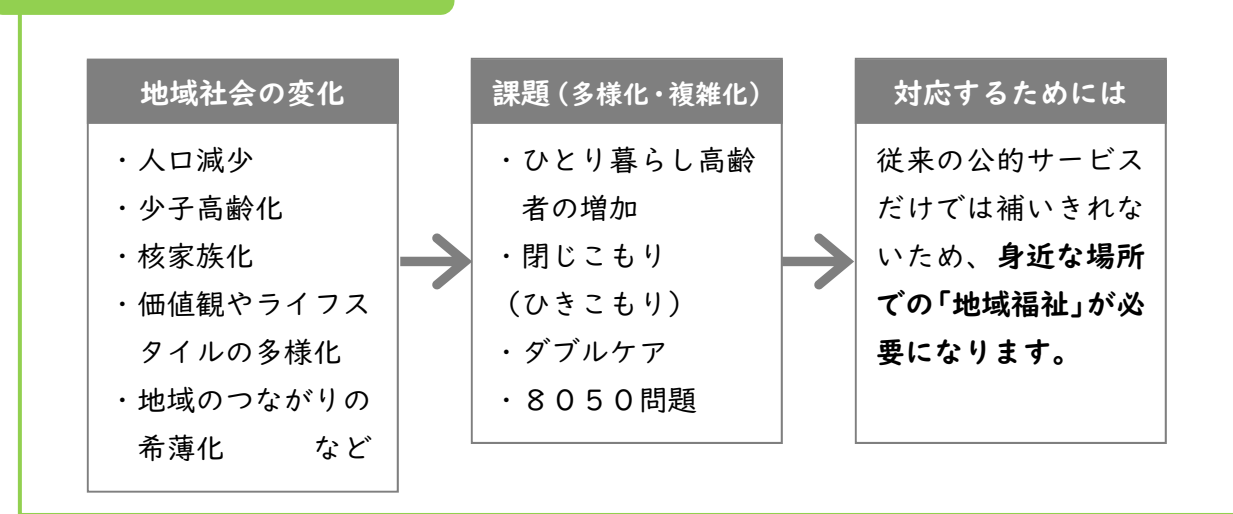 地域社会の変化
・人口減少
・少子高齢化
・核家族化
・価値観やライフス
タイルの多様化
・地域のつながりの
希薄化　　　など
課題（多様化・複雑化）
・ひとり暮らし高齢
者の増加
・閉じこもり
（ひきこもり）
・ダブルケア
・８０５０問題
対応するためには
従来の公的サービス
だけでは補いきれな
いため、身近な場所
での「地域福祉」が必
要になります。